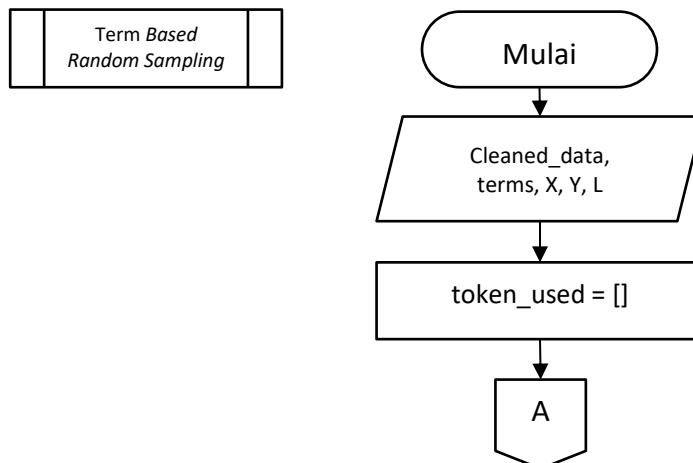 Term Based
Random Sampling
Mulai
Cleaned_data,
terms, X, Y, L
token_used = []
A